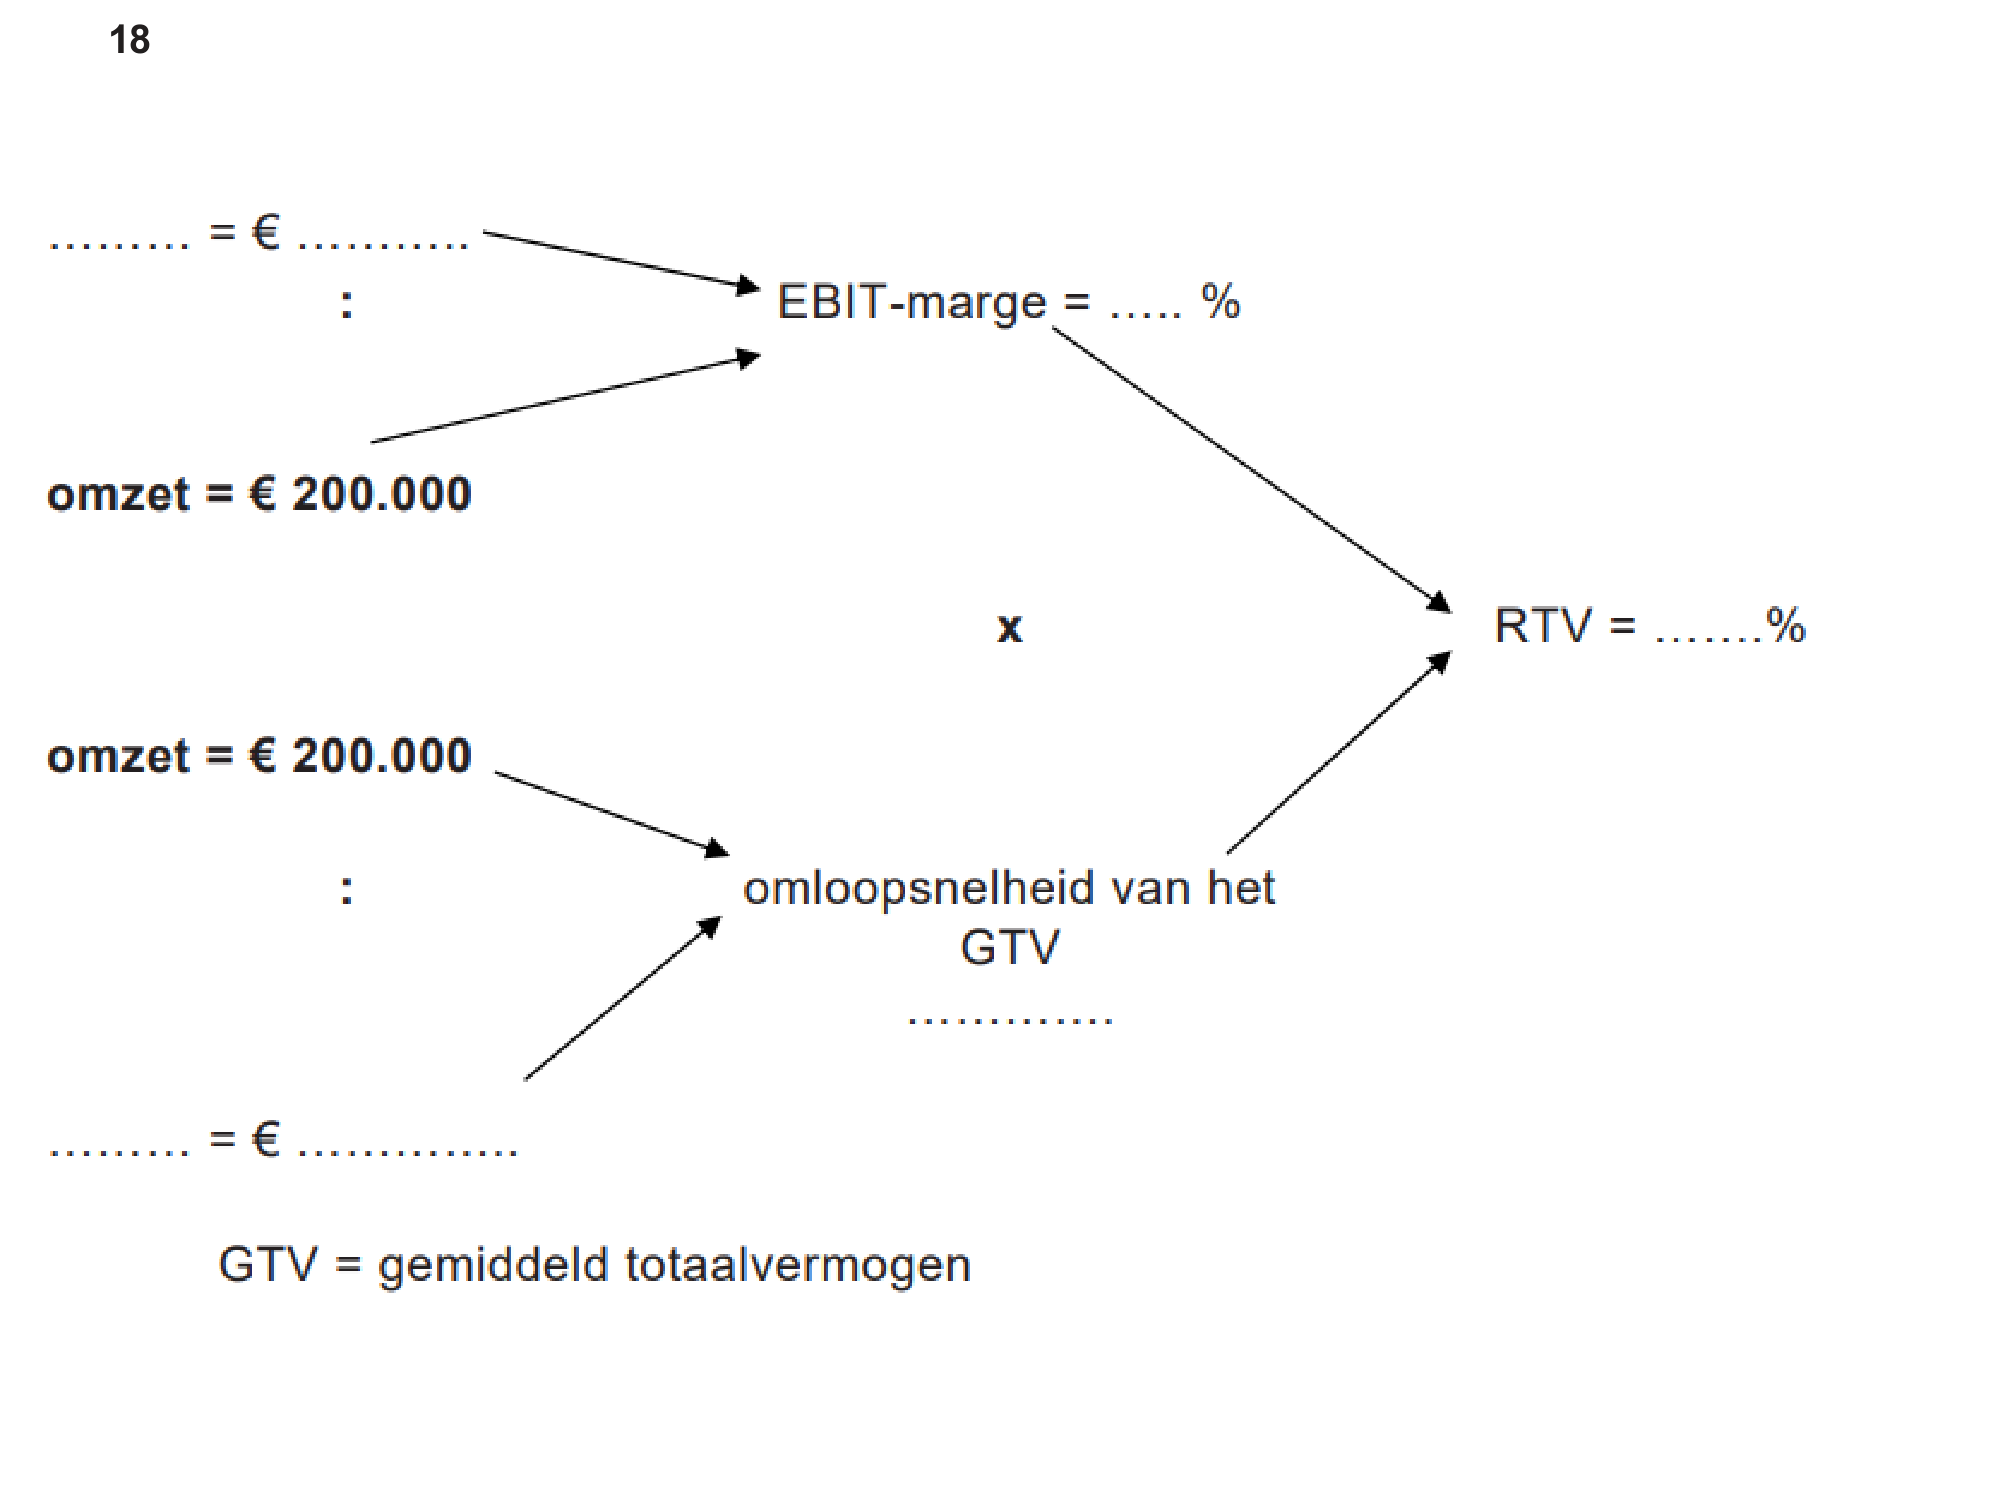 18
……… = € ………..
:
EBIT-marge = ….. %
omzet = € 200.000
x
RTV = …….%
omzet = € 200.000
:
omloopsnelheid van het
GTV
………….
……… = € …………..
GTV = gemiddeld totaalvermogen